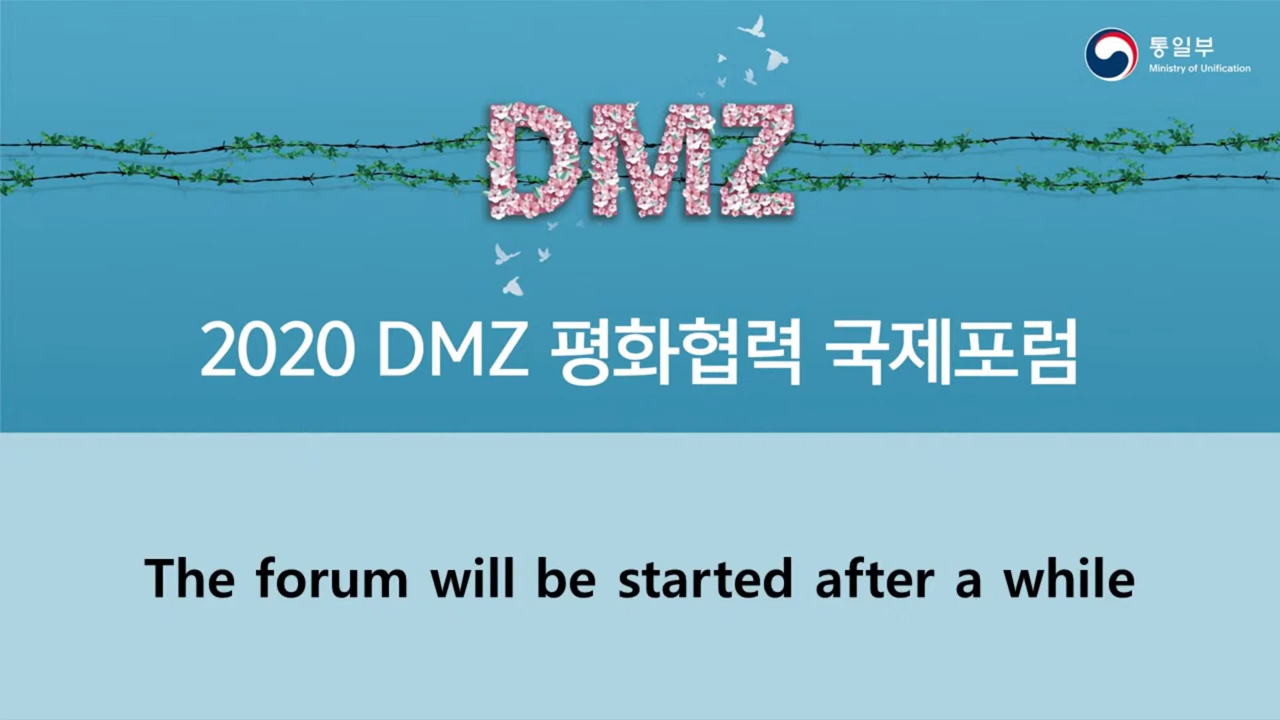 통일부
Ministry of Unification
DMZ
2020 DMZ 평화협력 국제포럼
The forum will be started after a while